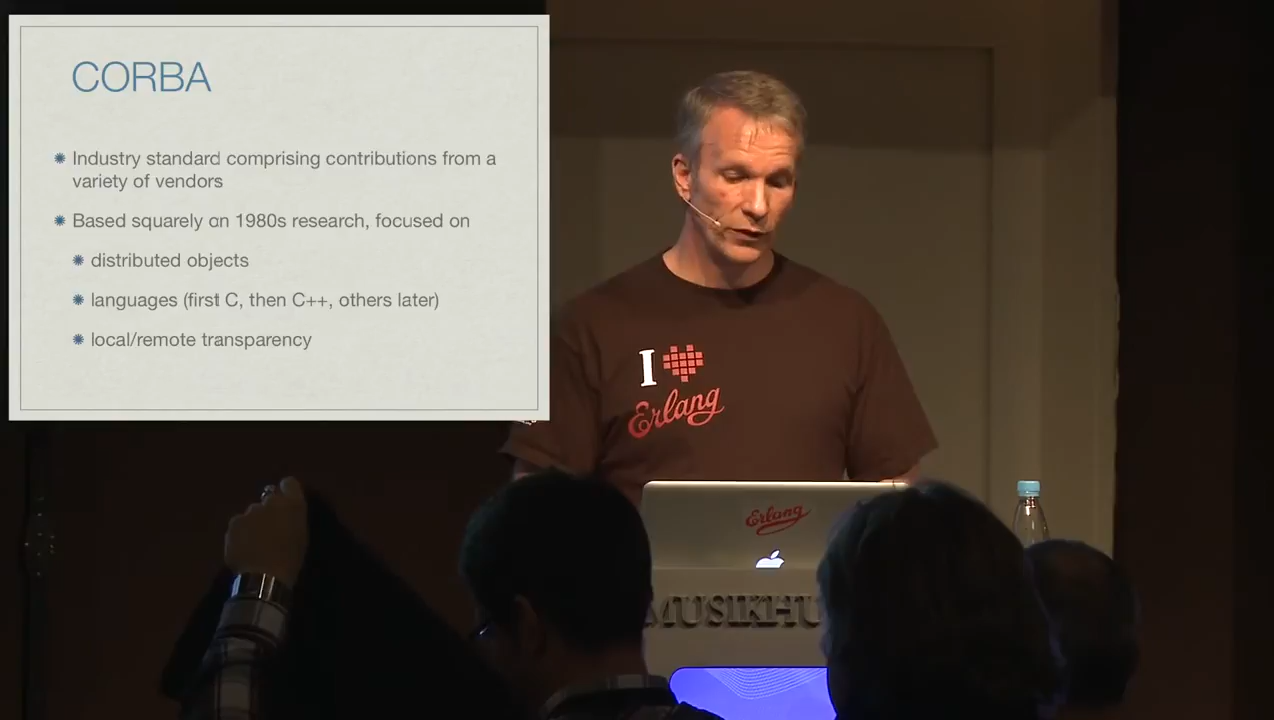 CORBA
Industry standard comprising contributions from a
variety of vendors
Based squarely on 1980s research, focused on
distributed objects
languages (first C, then C++, others later)
local/remote transparency
I
Erlang
Erlang
MUSIKHU